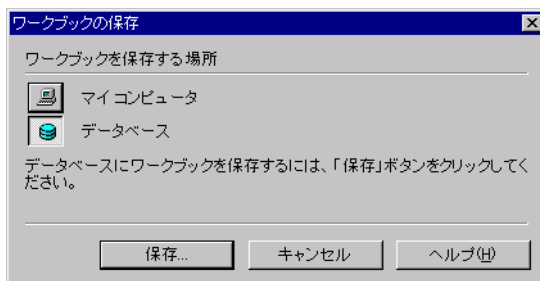 ワークブックの保存
ワークブックを保存する場所
マイコンピュータ
データベース
データベースにワークブックを保存するには、「保存」ボタンをクリックしてく
ださい。
保存... キャンセル ヘルプ(H)